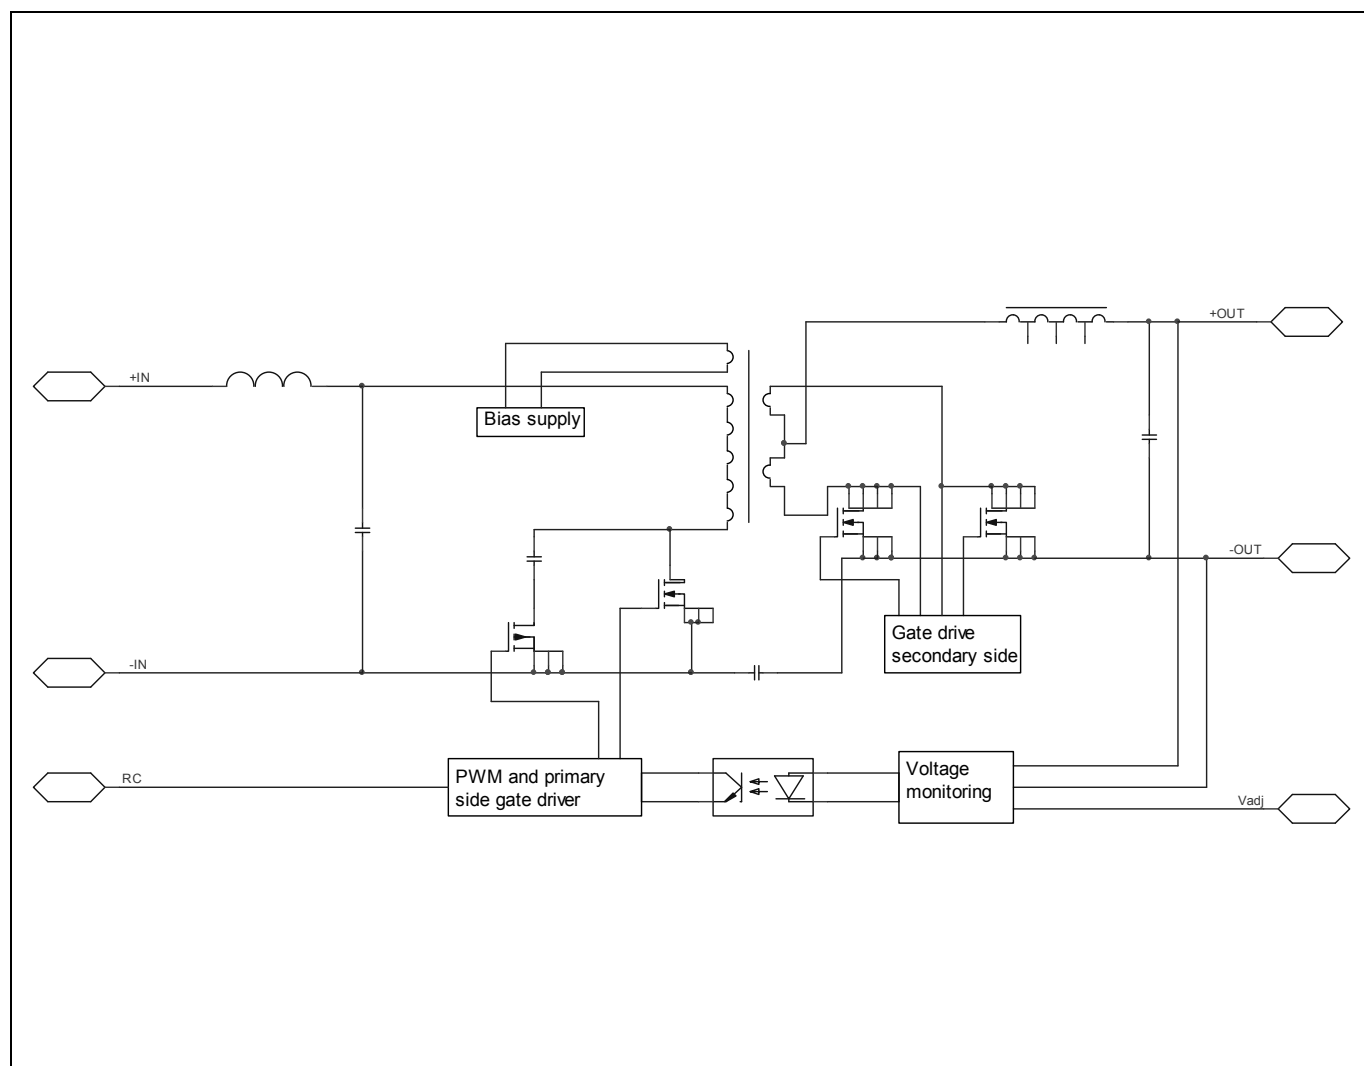 +OUT
+IN
Bias supply
-OUT
Gate drive
secondary side
-IN
RC
PWM and primary
side gate driver
Voltage
monitoring
Vadj